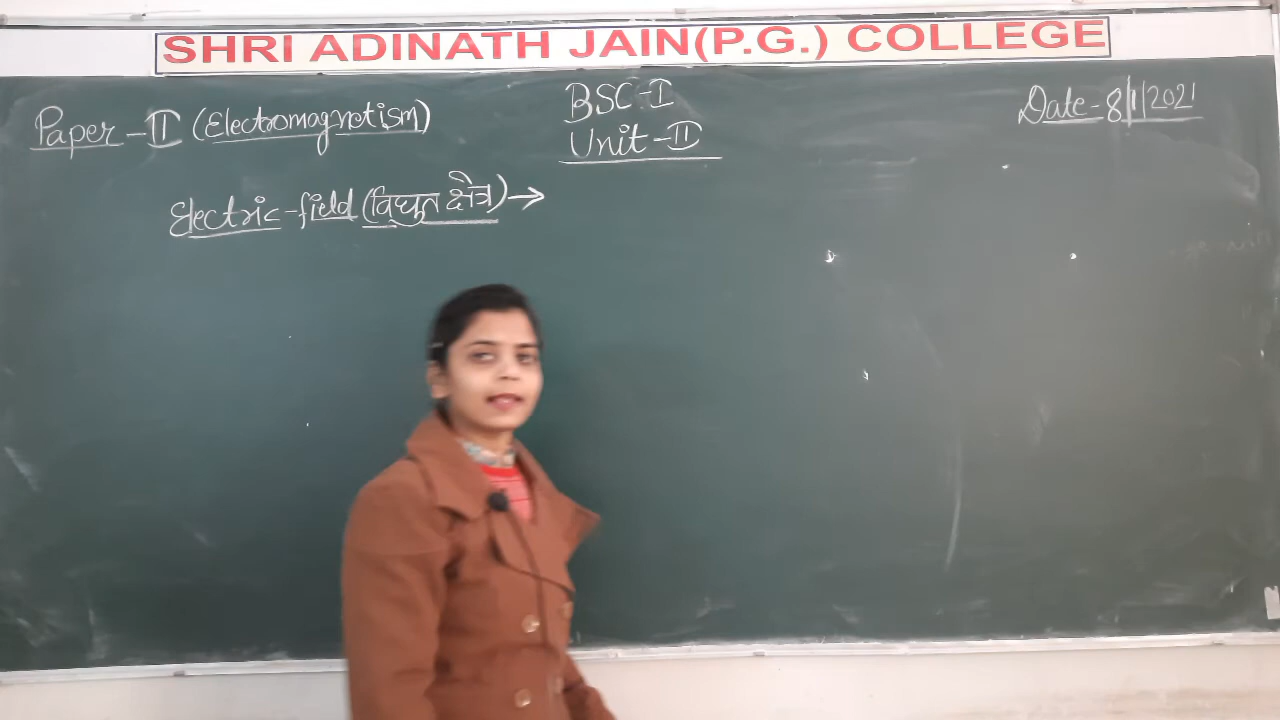 SHRI ADINATH JAIN(P.G.) COLLEGE
Paper-II (Electromagnetism)
BSC-I
Unit-II
Date-8/1/2021
Electric-field (विधुत क्षेत्र)→